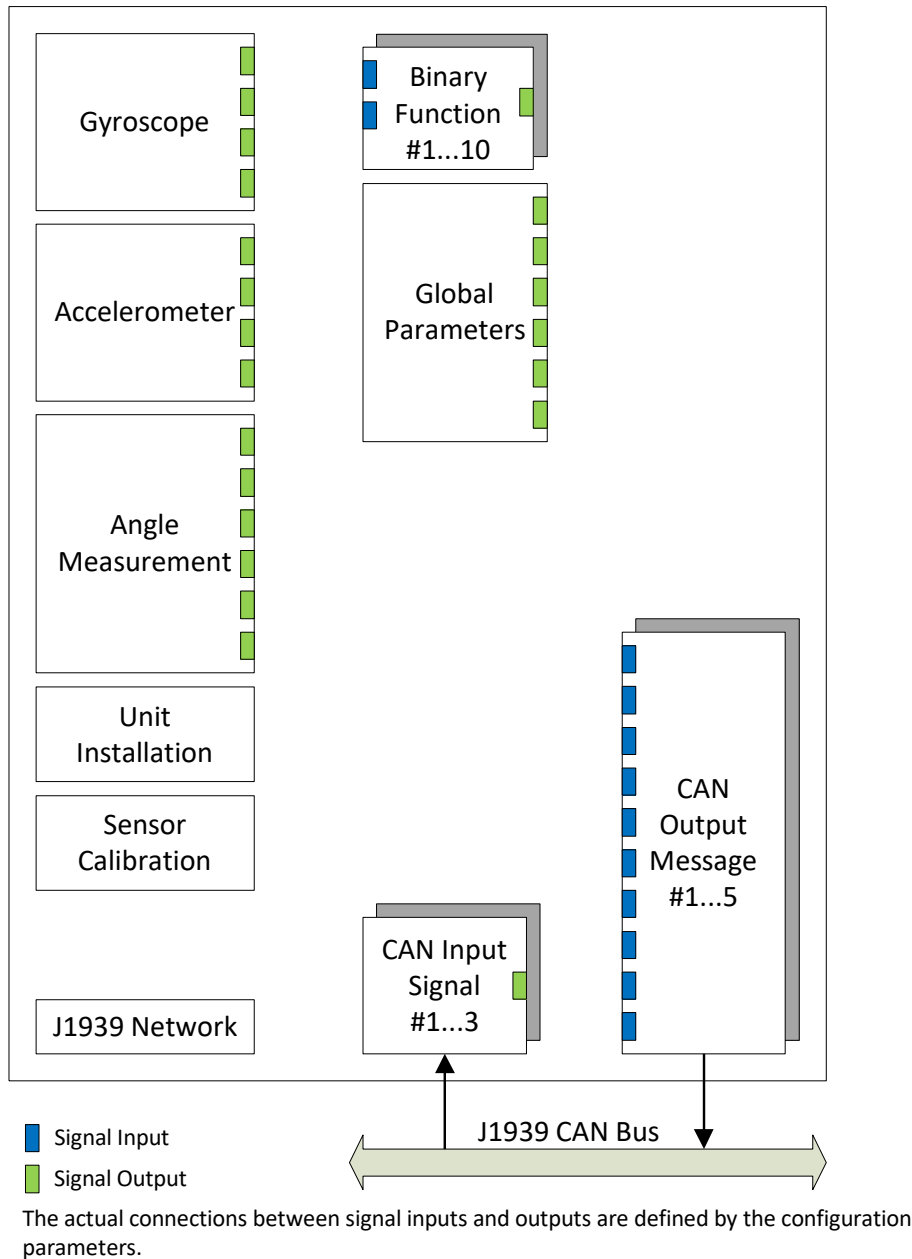 Gyroscope
Binary
Function
#1...10
Accelerometer
Global
Parameters
Angle
Measurement
Unit
Installation
Sensor
Calibration
CAN
Output
Message
#1...5
CAN Input
Signal
#1...3
J1939 Network
J1939 CAN Bus
Signal Input
Signal Output
The actual connections between signal inputs and outputs are defined by the configuration
parameters.